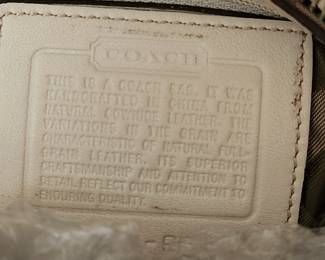 COACH
THIS IS A COACH BAG. IT WAS
HANDCRAFTED IN CHINA FROM
NATURAL COWHIDE LEATHER. THE
VARIATIONS IN THE GRAIN ARE
CHARACTERISTIC OF NATURAL FULL-
GRAIN LEATHER. ITS SUPERIOR
CRAFTSMANSHIP AND ATTENTION TO
DETAIL REFLECT OUR COMMITMENT TO
ENDURING QUALITY.